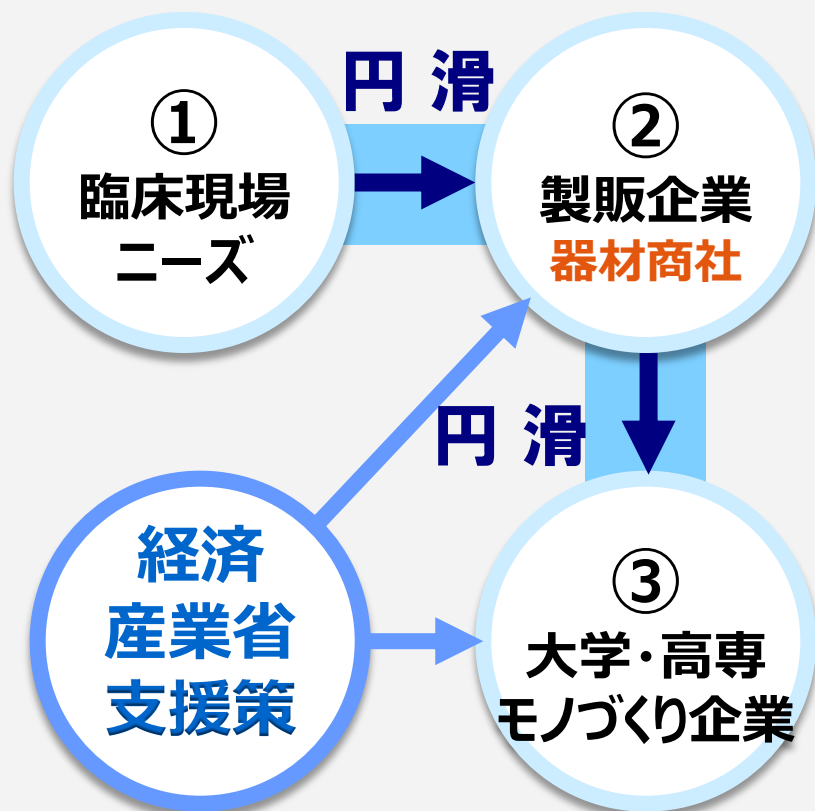 円 滑
①
臨床現場
ニーズ
②
製販企業
器材商社
円 滑
経済
産業省
支援策
③
大学・高専
モノづくり企業